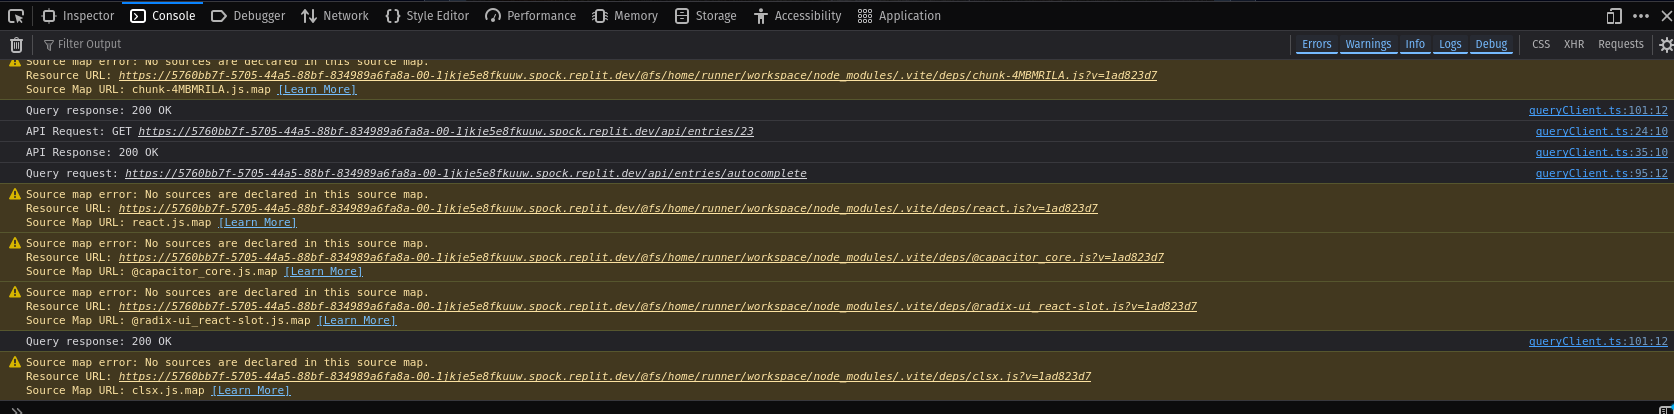 Inspector Console Debugger Network Style Editor Performance Memory Storage Accessibility Application
Filter Output Errors Warnings Info Logs Debug CSS XHR Requests
Source map error: No sources are declared in this source map.
Resource URL: https://5760bb7f-5705-44a5-88bf-834989a6fa8a-00-1jkje5e8fkuuw.spock.replit.dev/@fs/home/runner/workspace/node_modules/.vite/deps/chunk-4MBMRILA.js?v=1ad823d7
Source Map URL: chunk-4MBMRILA.js.map [Learn More]
Query response: 200 OK queryClient.ts:101:12
API Request: GET https://5760bb7f-5705-44a5-88bf-834989a6fa8a-00-1jkje5e8fkuuw.spock.replit.dev/api/entries/23 queryClient.ts:24:10
API Response: 200 OK queryClient.ts:35:10
Query request: https://5760bb7f-5705-44a5-88bf-834989a6fa8a-00-1jkje5e8fkuuw.spock.replit.dev/api/entries/autocomplete queryClient.ts:95:12
Source map error: No sources are declared in this source map.
Resource URL: https://5760bb7f-5705-44a5-88bf-834989a6fa8a-00-1jkje5e8fkuuw.spock.replit.dev/@fs/home/runner/workspace/node_modules/.vite/deps/react.js?v=1ad823d7
Source Map URL: react.js.map [Learn More]
Source map error: No sources are declared in this source map.
Resource URL: https://5760bb7f-5705-44a5-88bf-834989a6fa8a-00-1jkje5e8fkuuw.spock.replit.dev/@fs/home/runner/workspace/node_modules/.vite/deps/@capacitor_core.js?v=1ad823d7
Source Map URL: @capacitor_core.js.map [Learn More]
Source map error: No sources are declared in this source map.
Resource URL: https://5760bb7f-5705-44a5-88bf-834989a6fa8a-00-1jkje5e8fkuuw.spock.replit.dev/@fs/home/runner/workspace/node_modules/.vite/deps/@radix-ui_react-slot.js?v=1ad823d7
Source Map URL: @radix-ui_react-slot.js.map [Learn More]
Query response: 200 OK queryClient.ts:101:12
Source map error: No sources are declared in this source map.
Resource URL: https://5760bb7f-5705-44a5-88bf-834989a6fa8a-00-1jkje5e8fkuuw.spock.replit.dev/@fs/home/runner/workspace/node_modules/.vite/deps/clsx.js?v=1ad823d7
Source Map URL: clsx.js.map [Learn More]